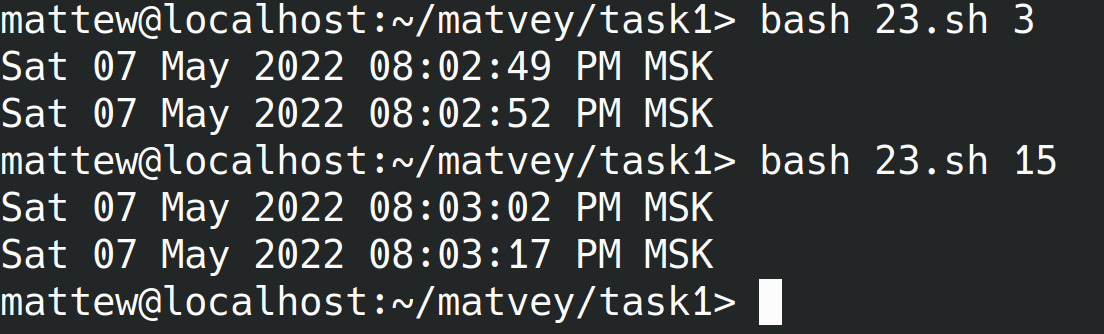 mattew@localhost:~/matvey/task1> bash 23.sh 3
Sat 07 May 2022 08:02:49 PM MSK
Sat 07 May 2022 08:02:52 PM MSK
mattew@localhost:~/matvey/task1> bash 23.sh 15
Sat 07 May 2022 08:03:02 PM MSK
Sat 07 May 2022 08:03:17 PM MSK
mattew@localhost:~/matvey/task1>